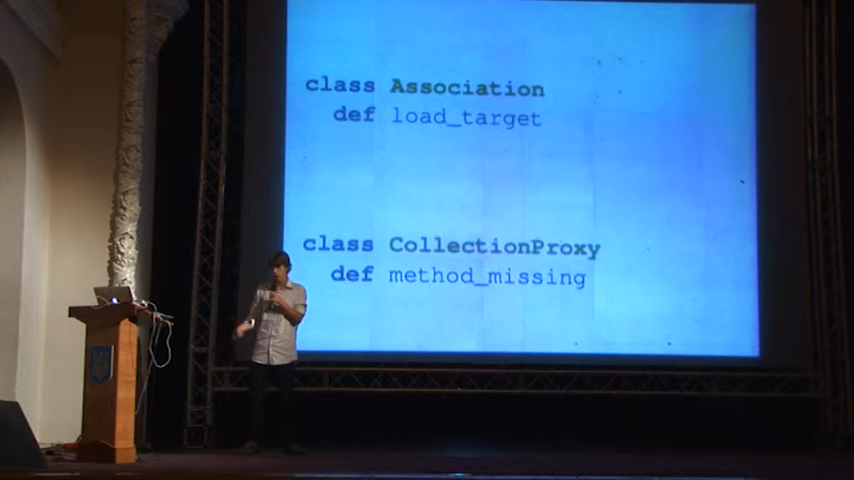 class Association
def load_target
class CollectionProxy
def method_missing